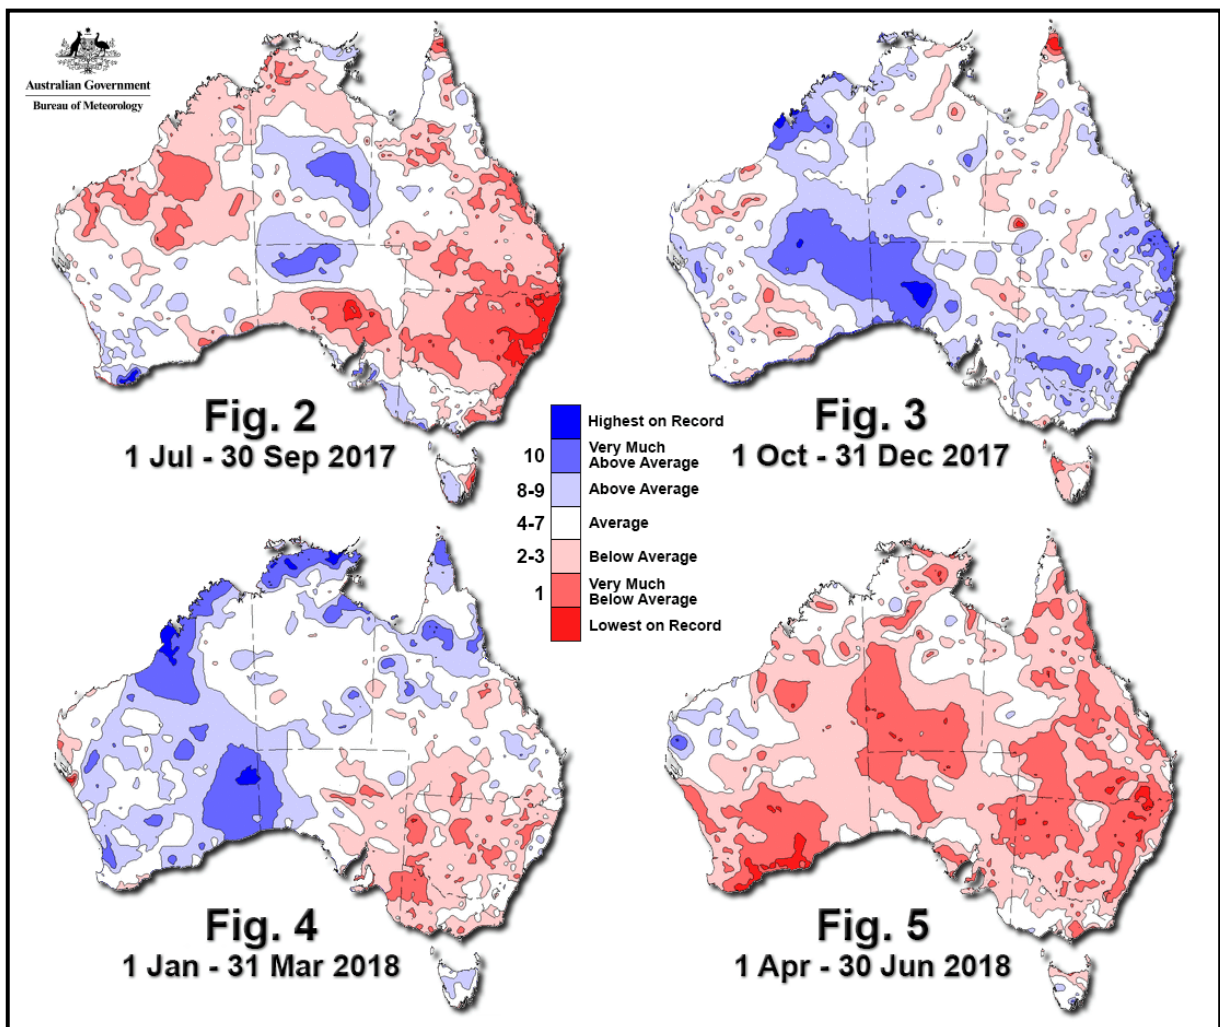 Australian Government
Bureau of Meteorology
Fig. 2
1 Jul - 30 Sep 2017
Fig. 3
1 Oct - 31 Dec 2017
Highest on Record
10 Very Much
Above Average
8-9 Above Average
4-7 Average
2-3 Below Average
1 Very Much
Below Average
Lowest on Record
Fig. 4
1 Jan - 31 Mar 2018
Fig. 5
1 Apr - 30 Jun 2018